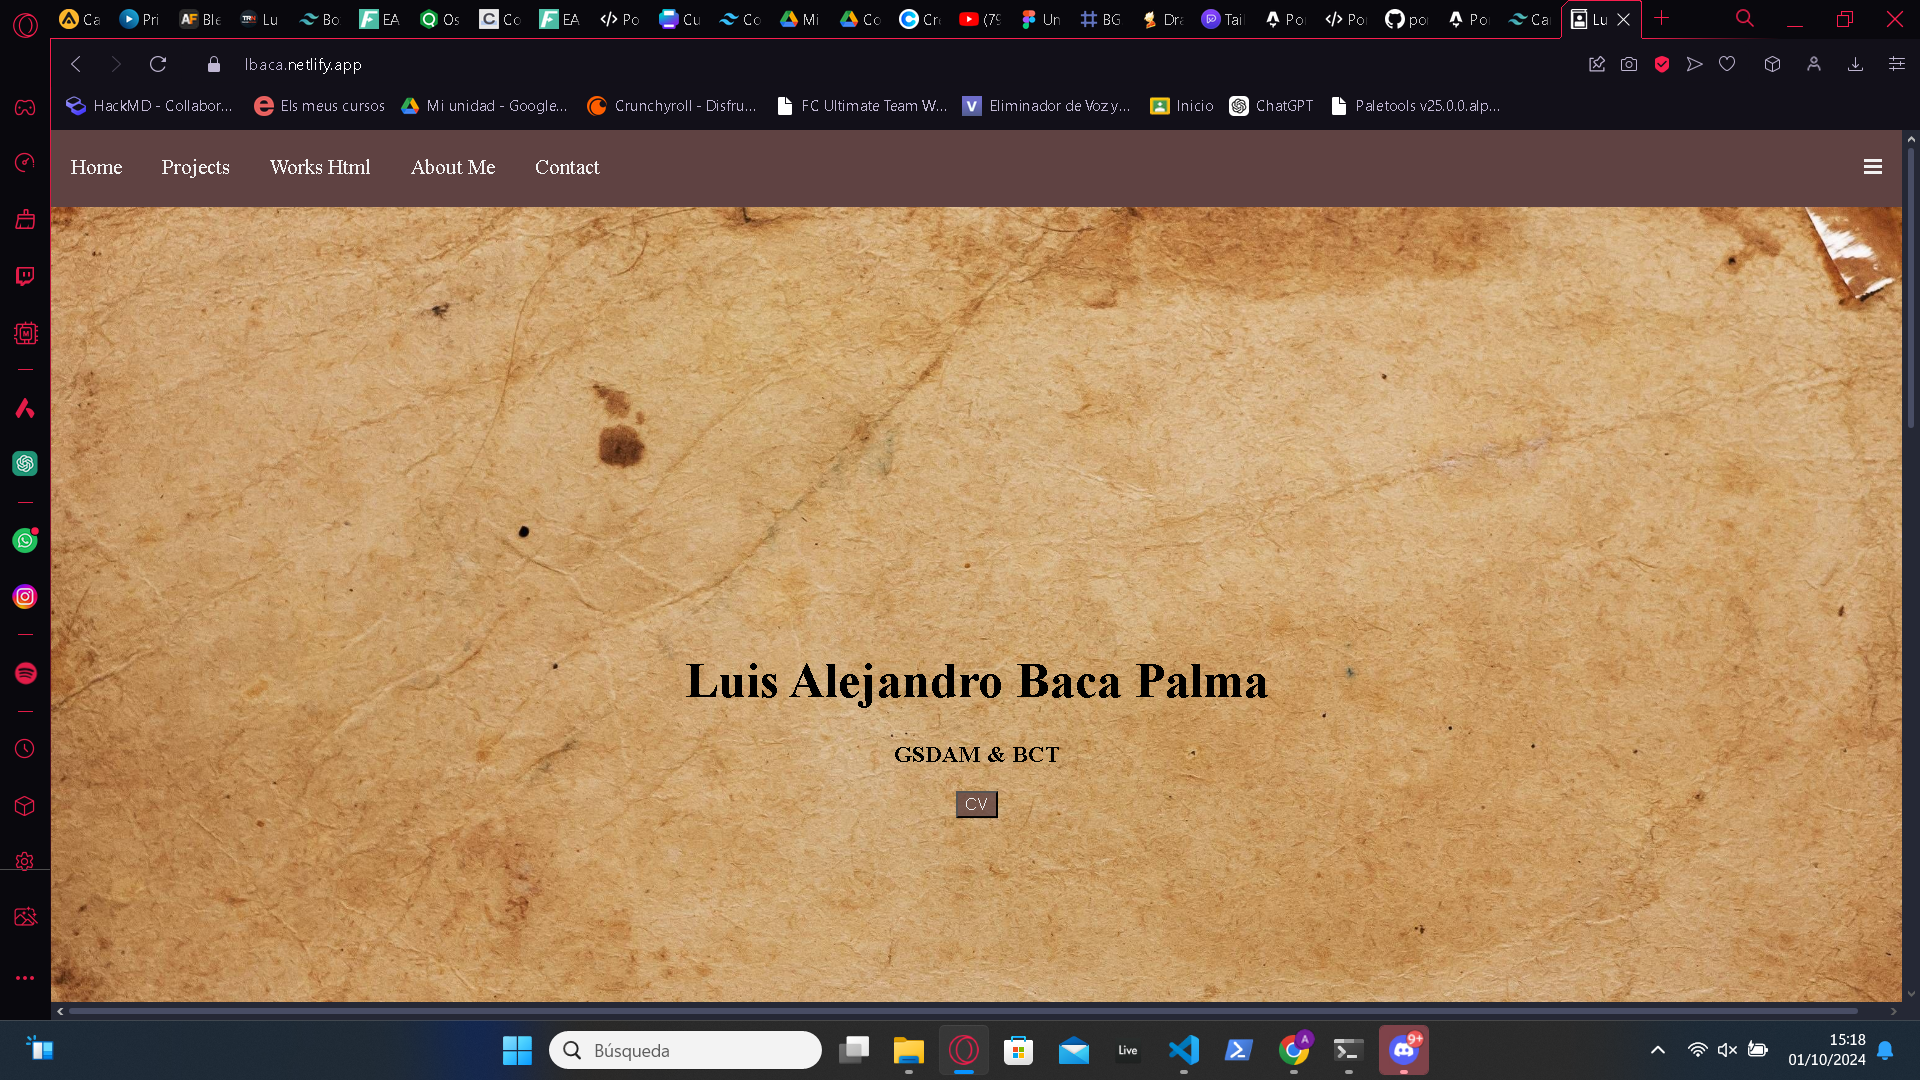 Ca Pri Ble Lu Bo EA Os Co EA Po Cu Co Mi Co Cre (79 Un BG Dra Tail Po Po po Po Ca Lu
lbaca.netlify.app
HackMD - Collabor... Els meus cursos Mi unidad - Google... Crunchyroll - Disfru... FC Ultimate Team W... Eliminador de Voz y... Inicio ChatGPT Paletools v25.0.0.alp...
Home Projects Works Html About Me Contact
Luis Alejandro Baca Palma
GSDAM & BCT
CV
Búsqueda
Live
A
9+
15:18
01/10/2024